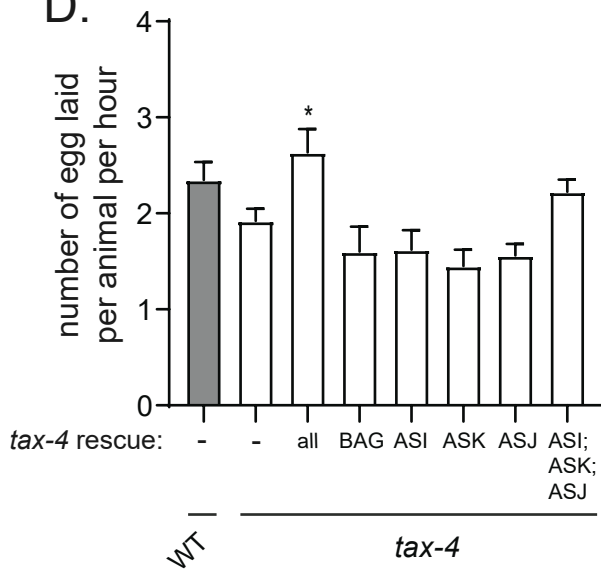 D.
number of egg laid
per animal per hour
4
3
2
1
0
*
tax-4 rescue: - - all BAG ASI ASK ASJ ASI;
ASK;
ASJ
WT
tax-4